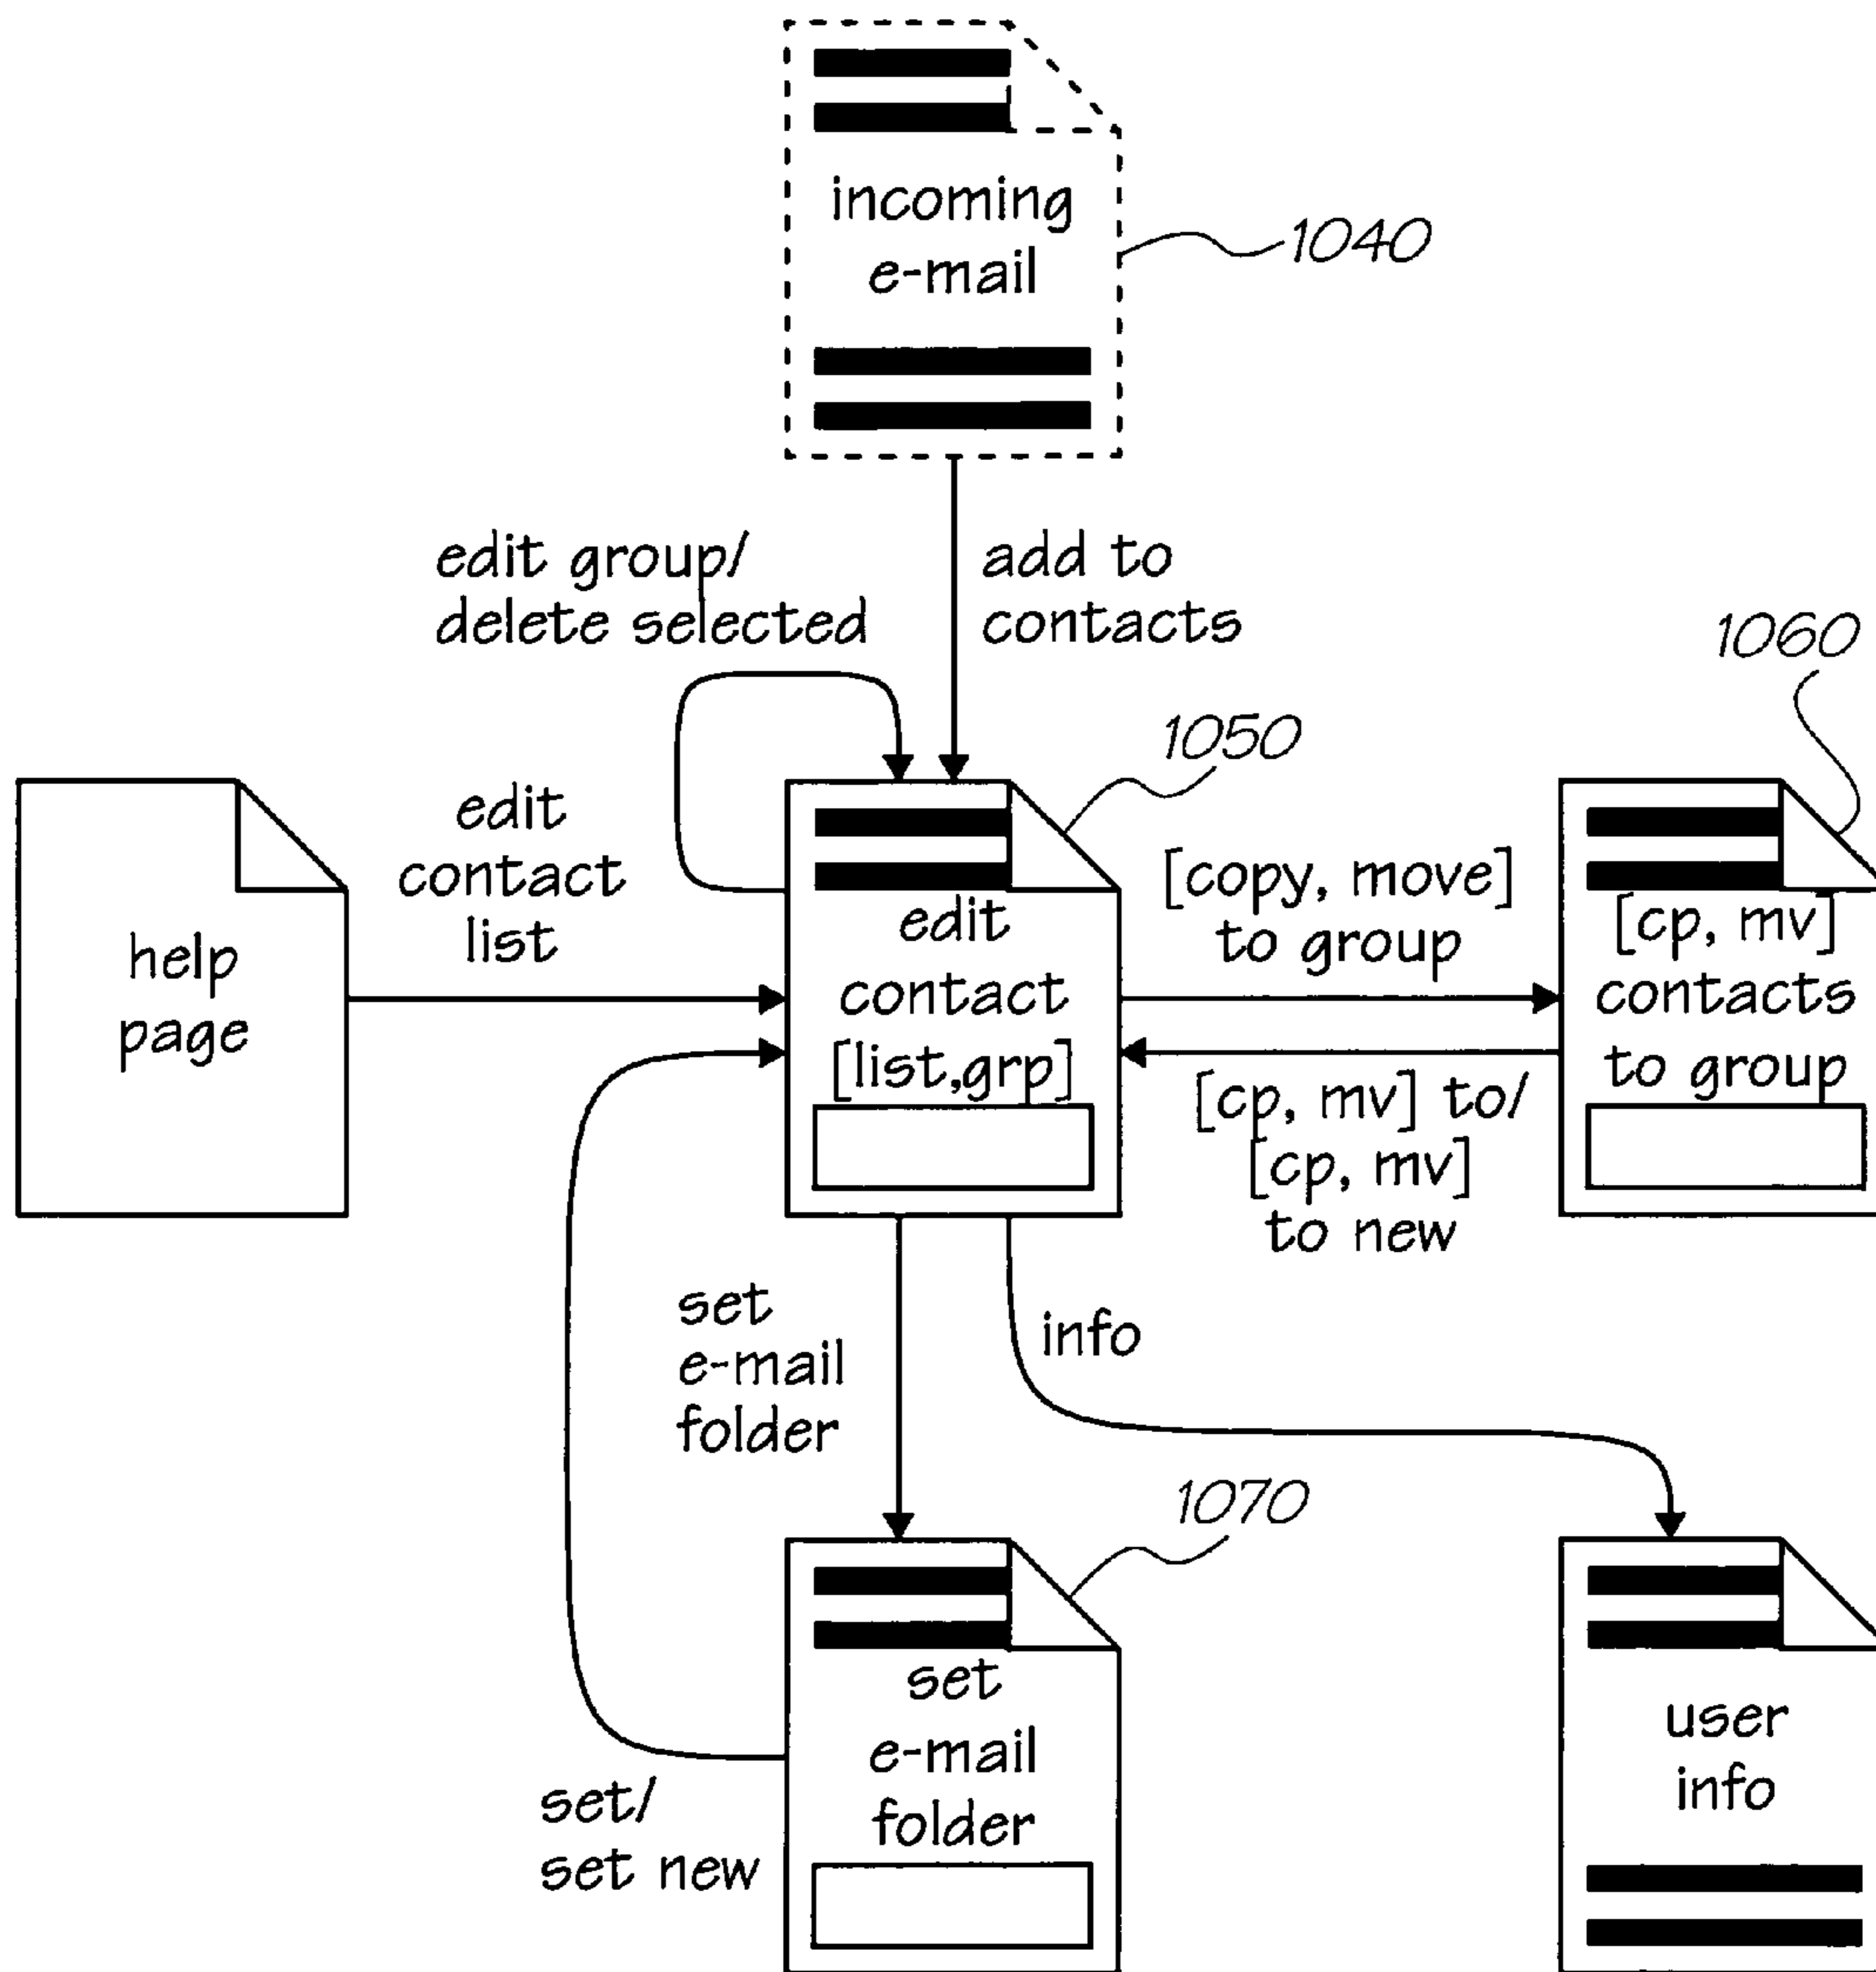 incoming
e-mail
1040
edit group/
delete selected
add to
contacts
1060
1050
help
page
edit
contact
list
edit
contact
[list,grp]
[copy, move]
to group
[cp, mv] to/
[cp, mv]
to new
[cp, mv]
contacts
to group
set
e-mail
folder
info
1070
set
e-mail
folder
set/
set new
user
info